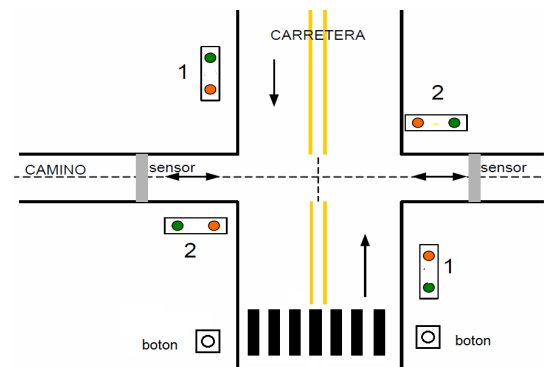 CARRETERA
1
2
CAMINO
sensor
sensor
2
1
boton
boton